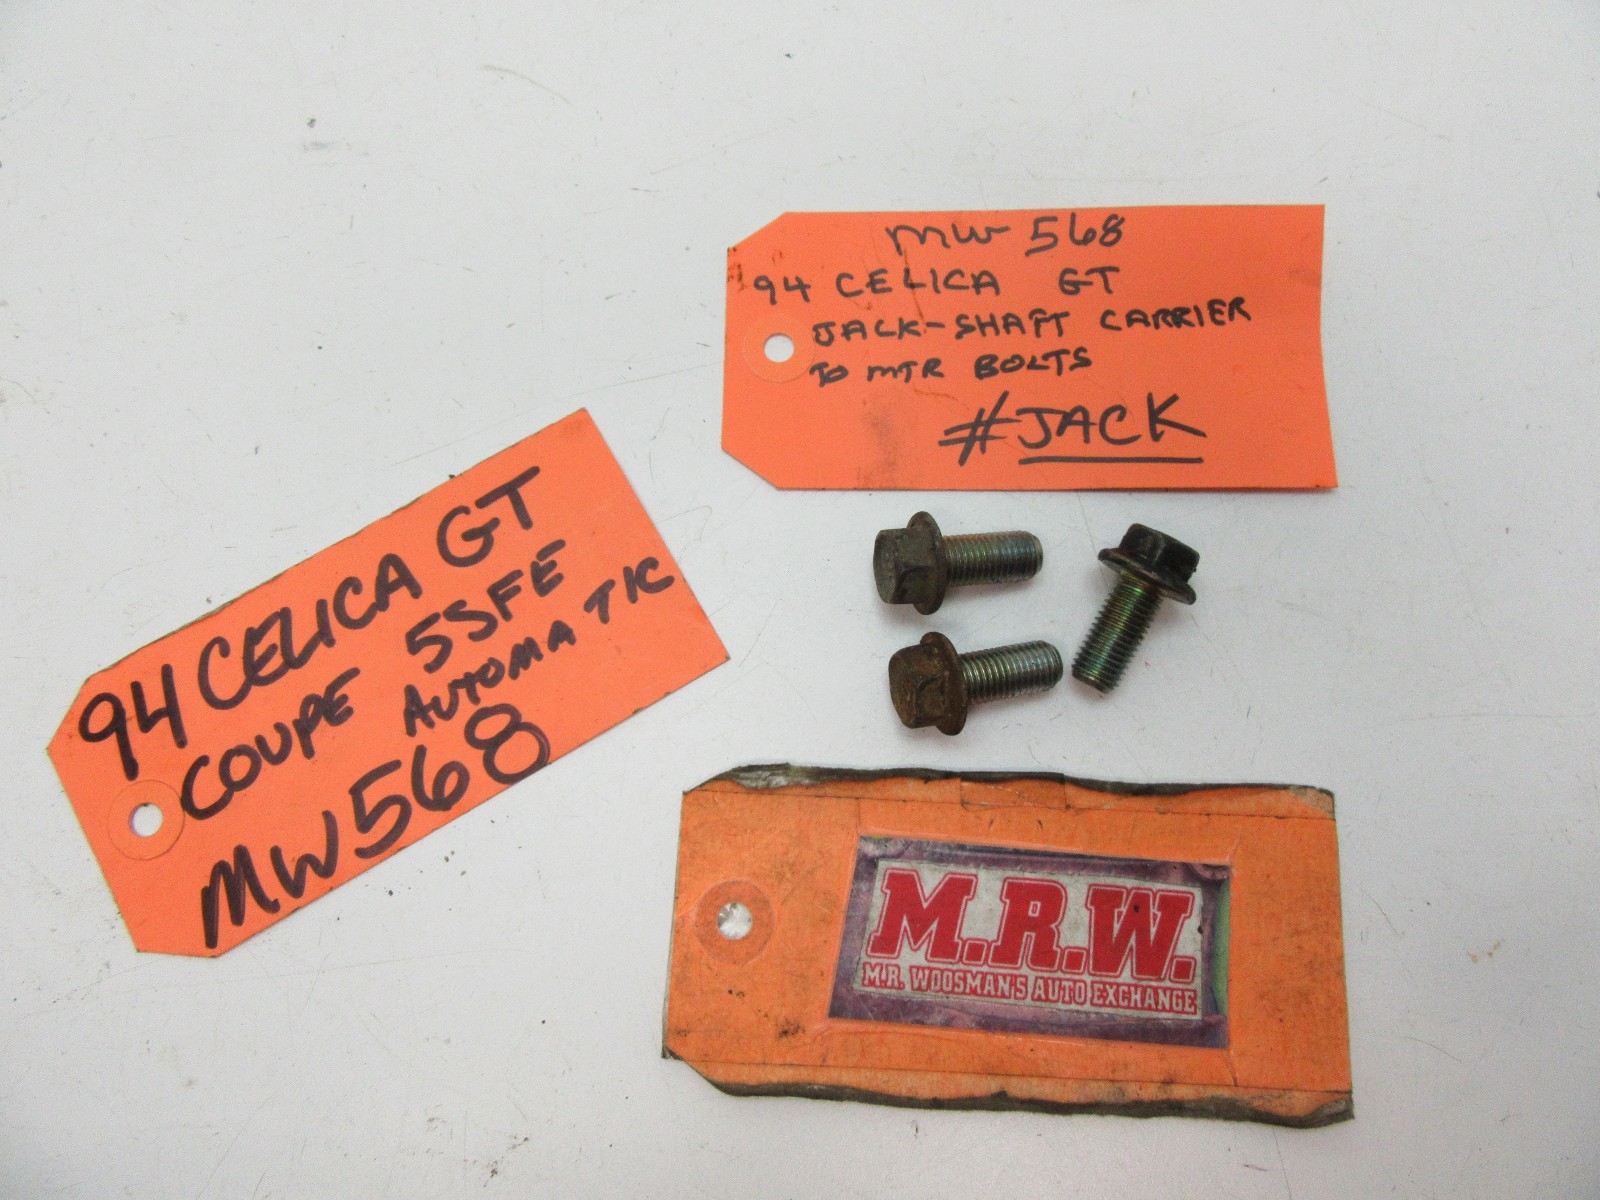 MW 568
94 CELICA GT
JACK-SHAFT CARRIER
TO MTR BOLTS
#JACK
94 CELICA GT
COUPE 5SFE
AUTOMATIC
MW568
M.R.W.
M.R. WOOSMAN'S AUTO EXCHANGE